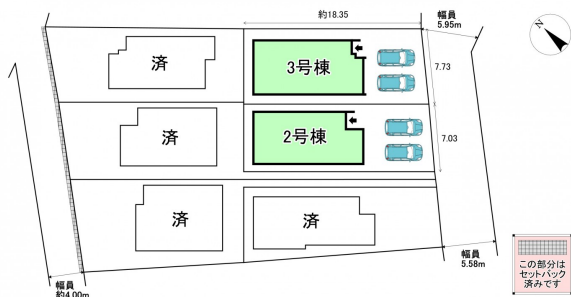 約18.35
幅員
5.95m
済
3号棟
7.73
済
2号棟
7.03
済
済
幅員
5.58m
幅員
約4.00m
この部分は
セットバック
済みです